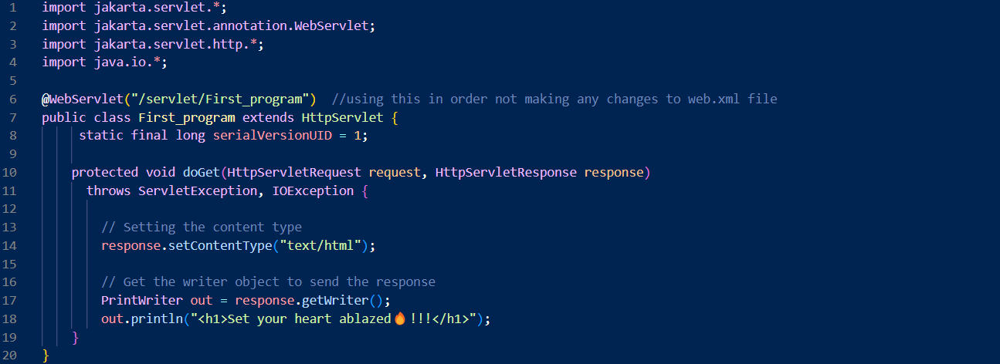 1 import jakarta.servlet.*;
2 import jakarta.servlet.annotation.WebServlet;
3 import jakarta.servlet.http.*;
4 import java.io.*;
5
6 @WebServlet("/servlet/First_program")  //using this in order not making any changes to web.xml file
7 public class First_program extends HttpServlet {
8      static final long serialVersionUID = 1;
9
10     protected void doGet(HttpServletRequest request, HttpServletResponse response)
11       throws ServletException, IOException {
12
13         // Setting the content type
14         response.setContentType("text/html");
15
16         // Get the writer object to send the response
17         PrintWriter out = response.getWriter();
18         out.println("<h1>Set your heart ablazed🔥!!!</h1>");
19     }
20 }